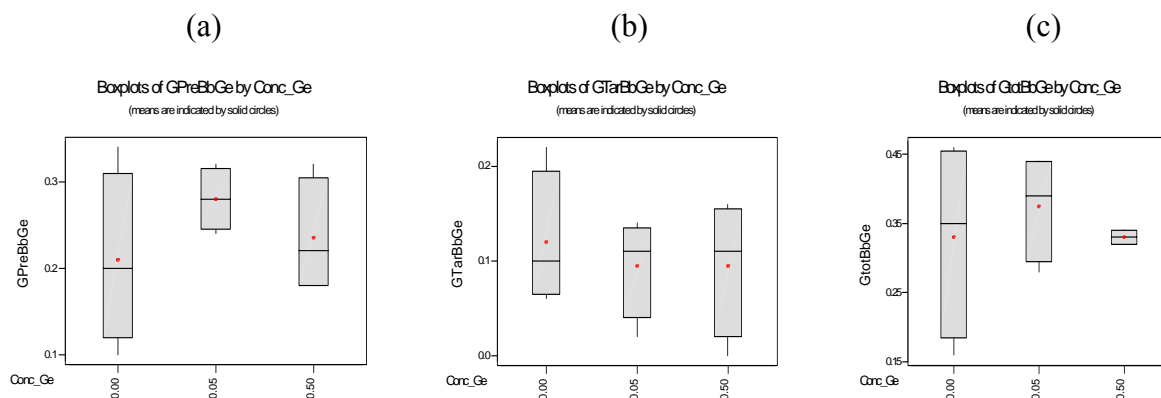 (a)
Boxplots of GPreBbGe by Conc_Ge
(means are indicated by solid circles)
GPreBbGe
0.3
0.2
0.1
Conc_Ge
0.00
0.05
0.50
(b)
Boxplots of GTarBbGe by Conc_Ge
(means are indicated by solid circles)
GTarBbGe
0.2
0.1
0.0
Conc_Ge
0.00
0.05
0.50
(c)
Boxplots of GtotBbGe by Conc_Ge
(means are indicated by solid circles)
GtotBbGe
0.45
0.35
0.25
0.15
Conc_Ge
0.00
0.05
0.50